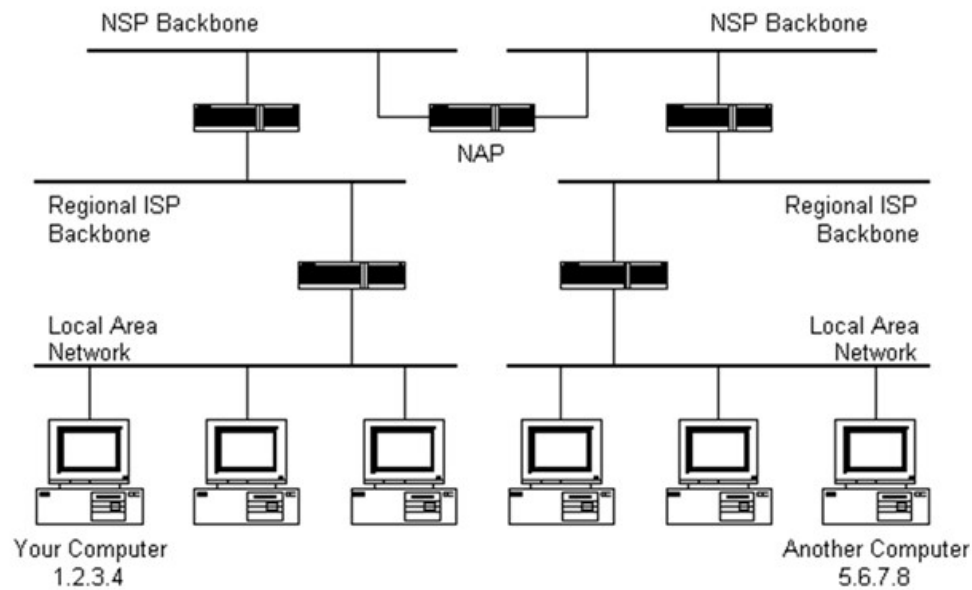 NSP Backbone
NSP Backbone
NAP
Regional ISP
Backbone
Regional ISP
Backbone
Local Area
Network
Local Area
Network
Your Computer
1.2.3.4
Another Computer
5.6.7.8